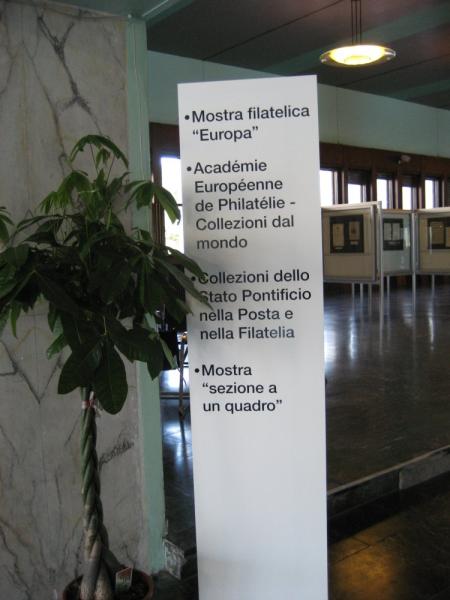 •Mostra filatelica
"Europa"
•Académie
Européenne
de Philatélie -
Collezioni dal
mondo
•Collezioni dello
Stato Pontificio
nella Posta e
nella Filatelia
•Mostra
"sezione a
un quadro"